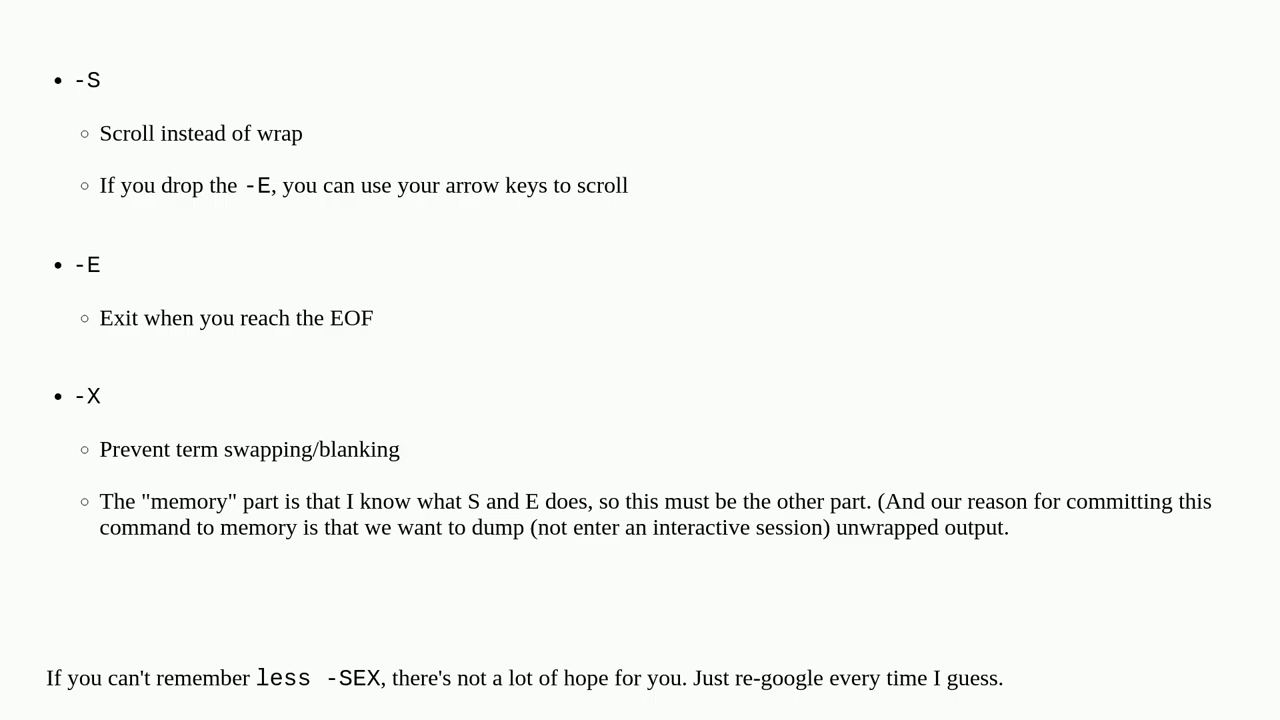 -S
Scroll instead of wrap
If you drop the -E, you can use your arrow keys to scroll
-E
Exit when you reach the EOF
-X
Prevent term swapping/blanking
The "memory" part is that I know what S and E does, so this must be the other part. (And our reason for committing this
command to memory is that we want to dump (not enter an interactive session) unwrapped output.
If you can't remember less -SEX, there's not a lot of hope for you. Just re-google every time I guess.